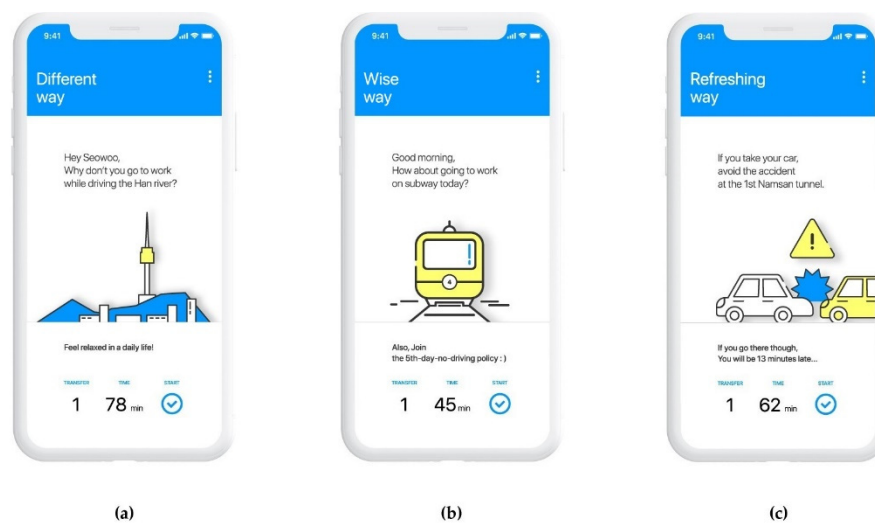 9:41
Different
way
Hey Seowoo,
Why don't you go to work
while driving the Han river?
Feel relaxed in a daily life!
TRANSFER TIME START
1 78 min
(a)
9:41
Wise
way
Good morning,
How about going to work
on subway today?
4
Also, Join
the 5th-day-no-driving policy : )
TRANSFER TIME START
1 45 min
(b)
9:41
Refreshing
way
If you take your car,
avoid the accident
at the 1st Namsan tunnel.
!
If you go there though,
You will be 13 minutes late...
TRANSFER TIME START
1 62 min
(c)